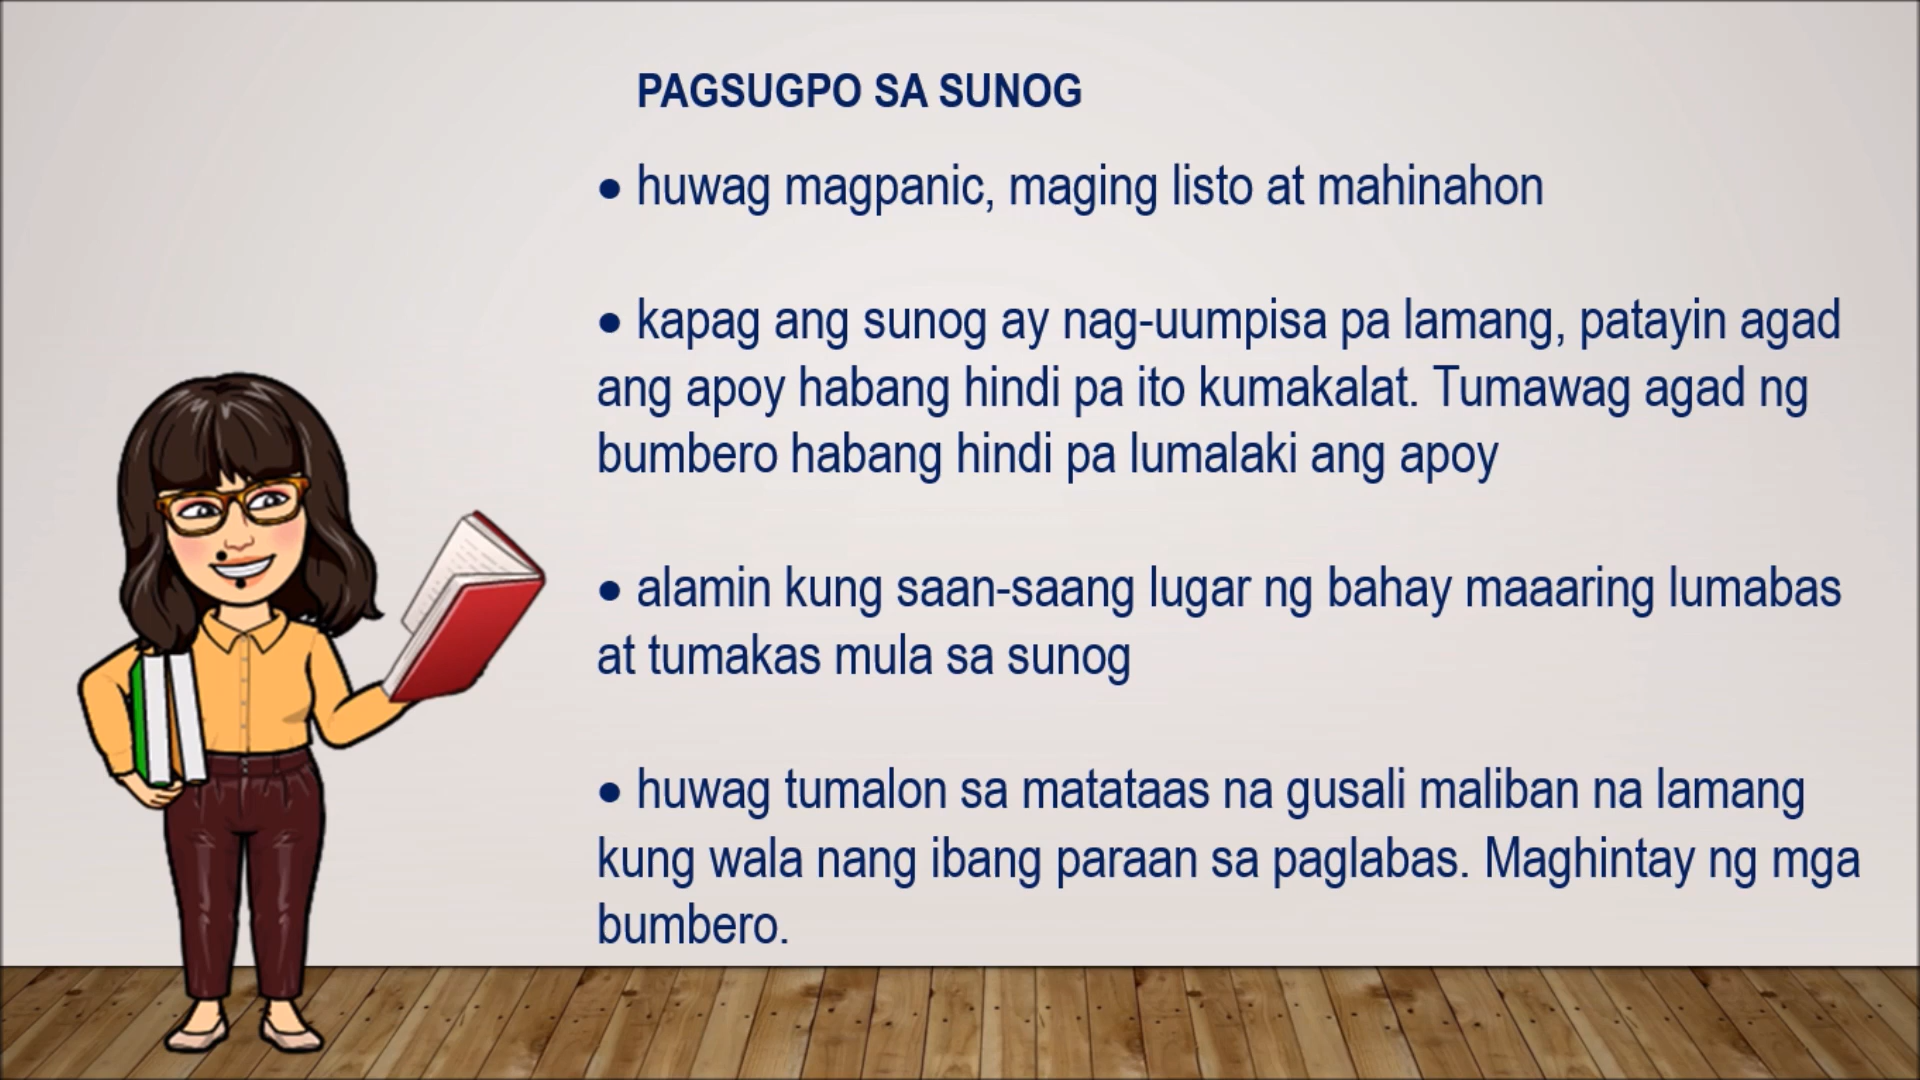 PAGSUGPO SA SUNOG
● huwag magpanic, maging listo at mahinahon
● kapag ang sunog ay nag-uumpisa pa lamang, patayin agad
ang apoy habang hindi pa ito kumakalat. Tumawag agad ng
bumbero habang hindi pa lumalaki ang apoy
● alamin kung saan-saang lugar ng bahay maaaring lumabas
at tumakas mula sa sunog
● huwag tumalon sa matataas na gusali maliban na lamang
kung wala nang ibang paraan sa paglabas. Maghintay ng mga
bumbero.